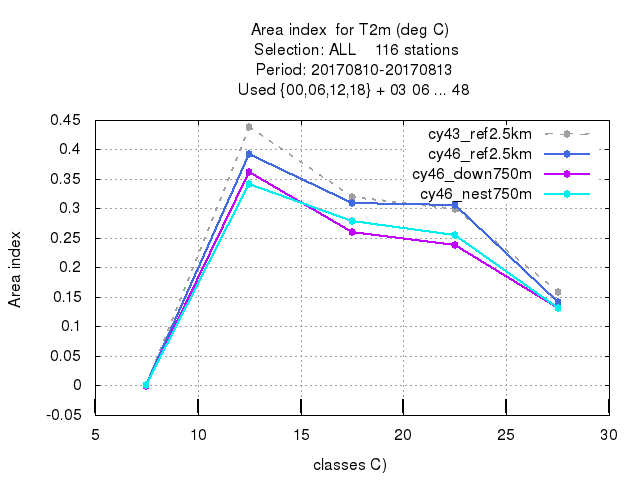 Area index  for T2m (deg C)
Selection: ALL    116 stations
Period: 20170810-20170813
Used {00,06,12,18} + 03 06 ... 48
cy43_ref2.5km
cy46_ref2.5km
cy46_down750m
cy46_nest750m
0.45
0.4
0.35
0.3
0.25
0.2
0.15
0.1
0.05
0
-0.05
Area index
5 10 15 20 25 30
classes C)